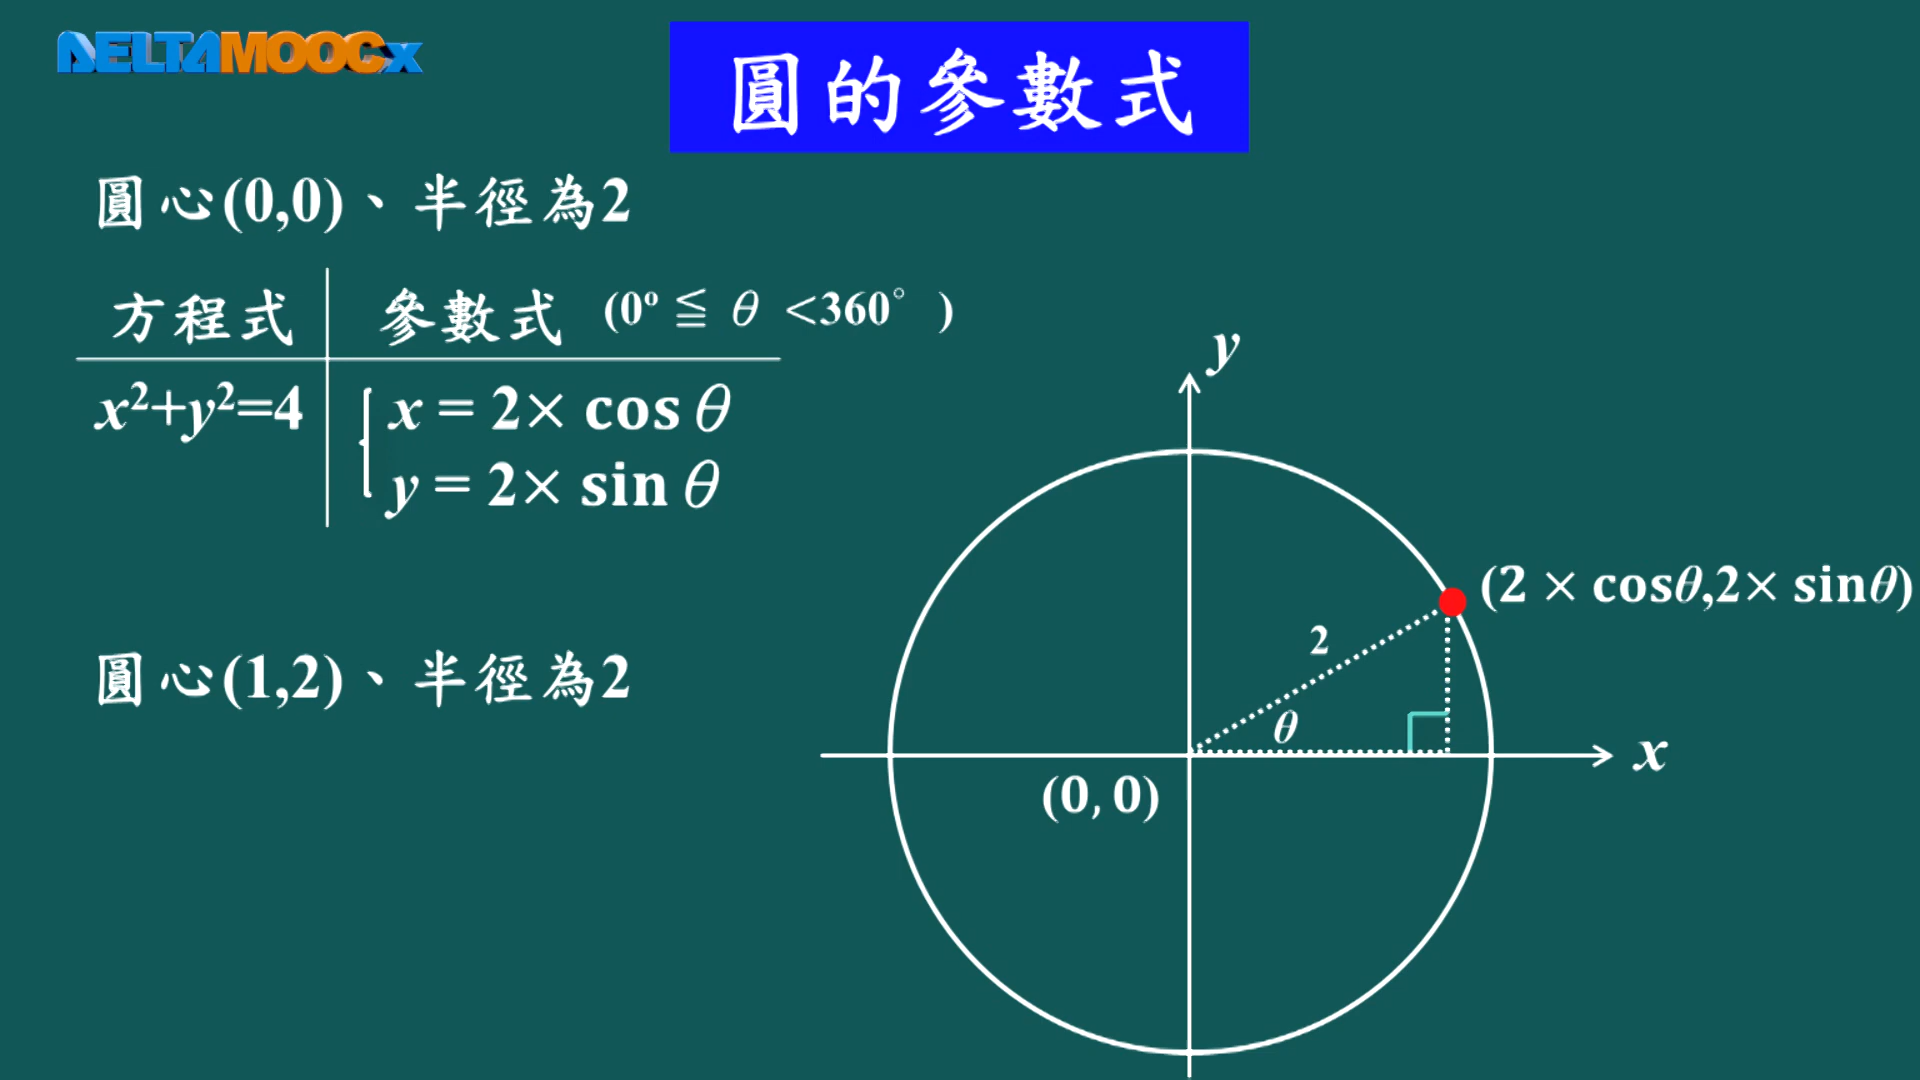 DELTAMOOCx
圓的參數式
圓心(0,0)、半徑為2
方程式 參數式 (0º ≦ θ <360° )
x²+y²=4 x = 2× cos θ
y = 2× sin θ
y
(2 × cosθ,2× sinθ)
2
θ
圓心(1,2)、半徑為2
x
(0, 0)